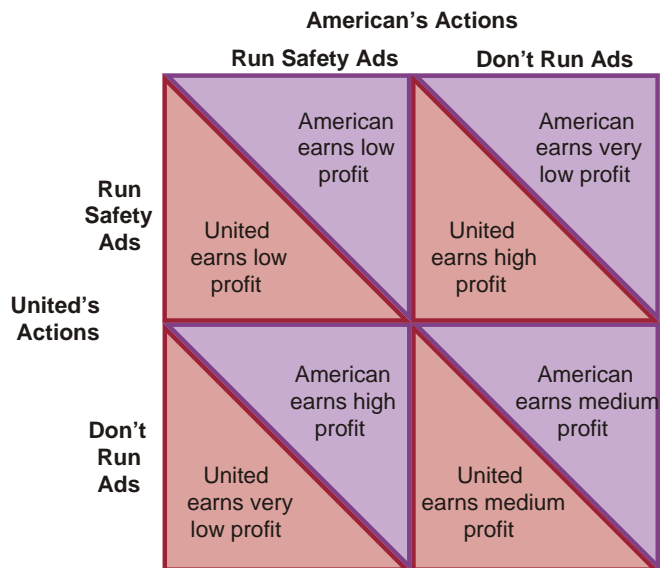 American's Actions
Run Safety Ads
Don't Run Ads
Run
Safety
Ads
American
earns low
profit
United
earns low
profit
American
earns very
low profit
United
earns high
profit
United's
Actions
Don't
Run
Ads
American
earns high
profit
United
earns very
low profit
American
earns medium
profit
United
earns medium
profit